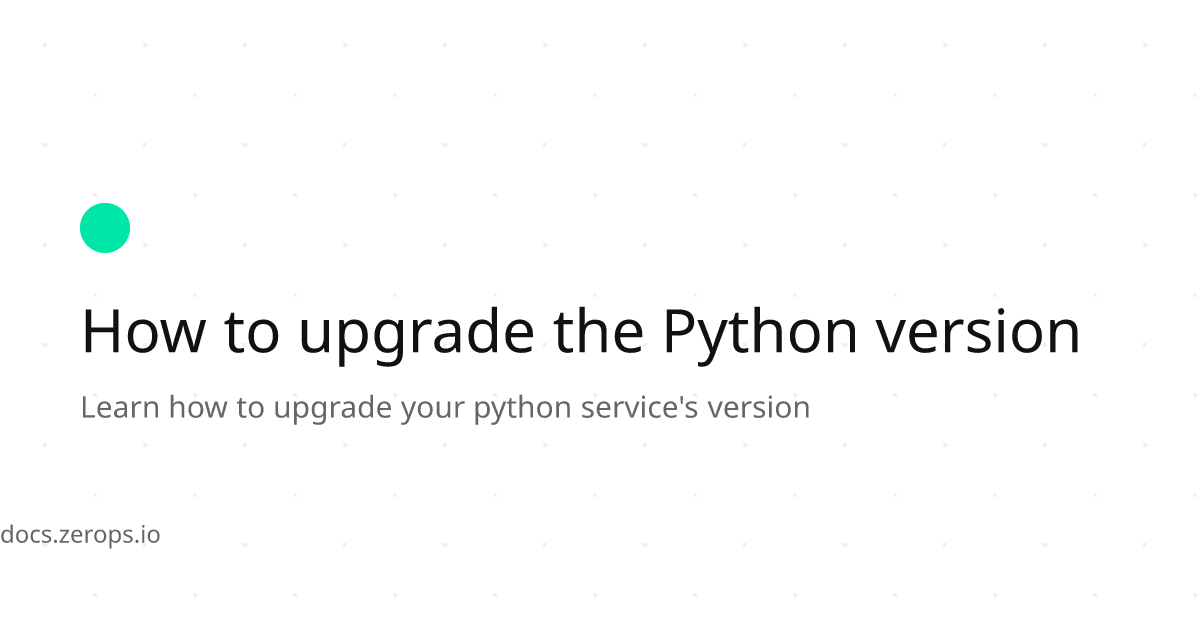 How to upgrade the Python version
Learn how to upgrade your python service's version
docs.zerops.io